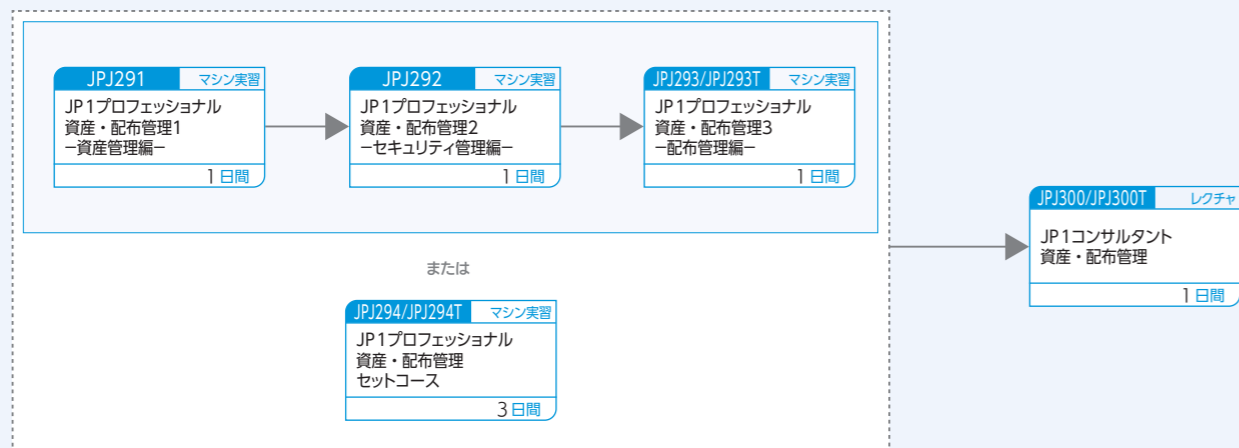 JPJ291 マシン実習
JP1プロフェッショナル
資産・配布管理1
−資産管理編−
1日間
JPJ292 マシン実習
JP1プロフェッショナル
資産・配布管理2
−セキュリティ管理編−
1日間
JPJ293/JPJ293T マシン実習
JP1プロフェッショナル
資産・配布管理3
−配布管理編−
1日間
または
JPJ294/JPJ294T マシン実習
JP1プロフェッショナル
資産・配布管理
セットコース
3日間
JPJ300/JPJ300T レクチャ
JP1コンサルタント
資産・配布管理
1日間